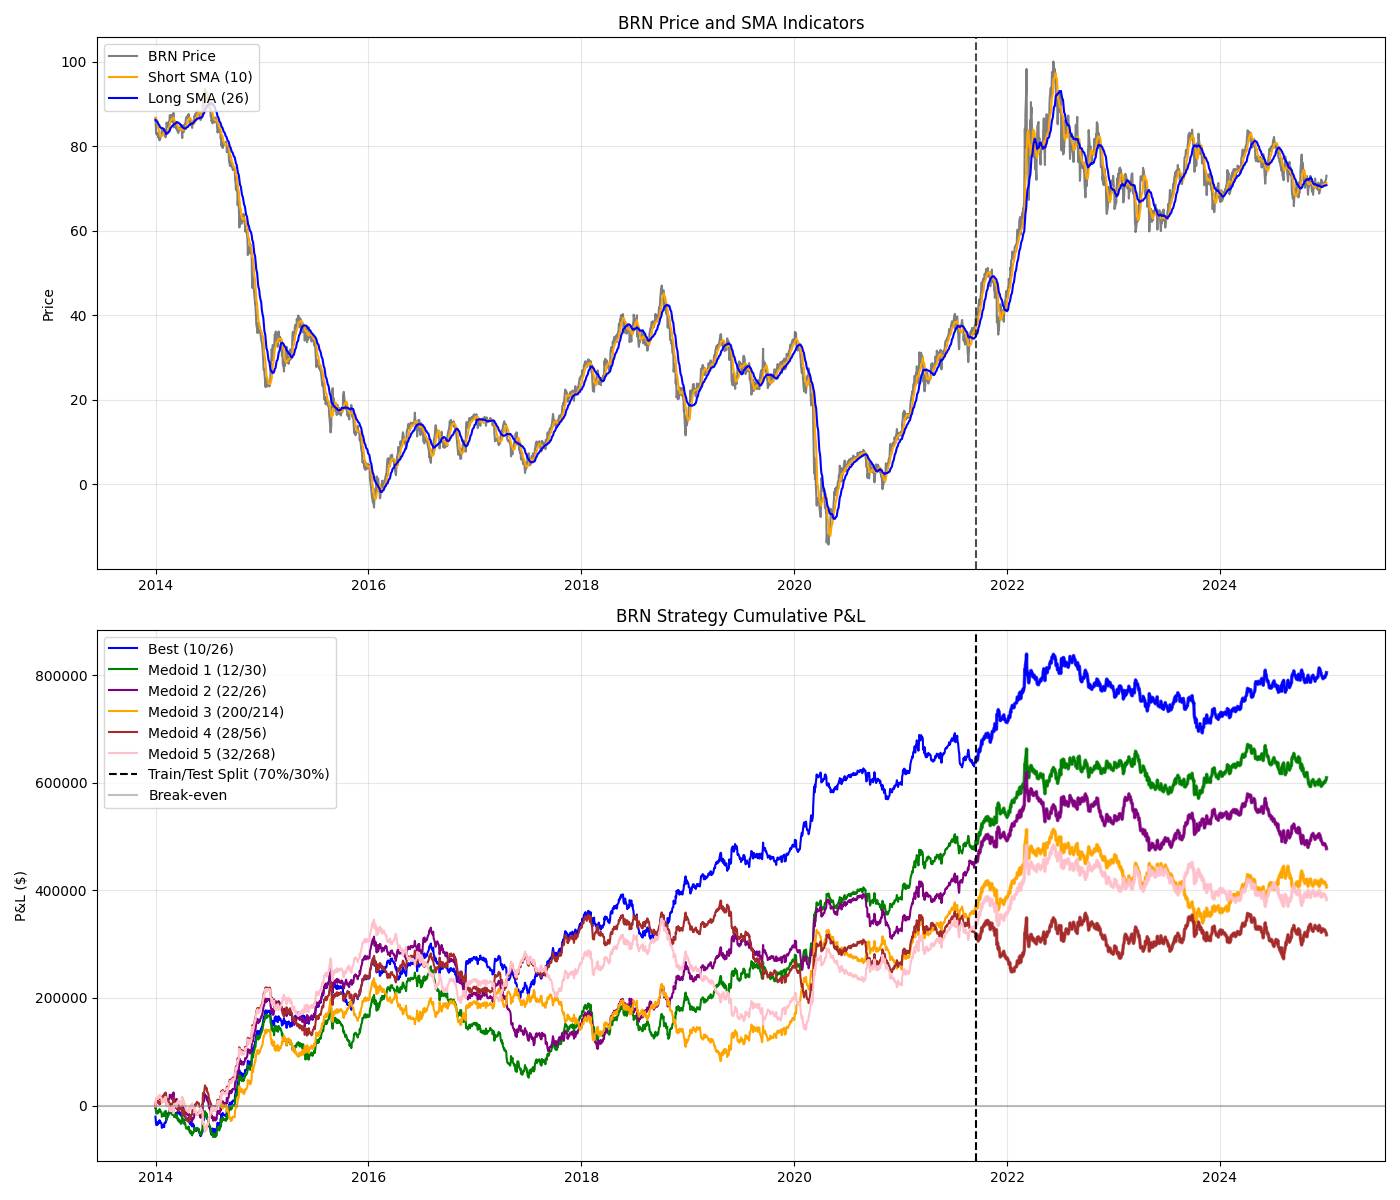 BRN Price and SMA Indicators
BRN Price
Short SMA (10)
Long SMA (26)
Price
100
80
60
40
20
0
2014 2016 2018 2020 2022 2024
BRN Strategy Cumulative P&L
Best (10/26)
Medoid 1 (12/30)
Medoid 2 (22/26)
Medoid 3 (200/214)
Medoid 4 (28/56)
Medoid 5 (32/268)
Train/Test Split (70%/30%)
Break-even
P&L ($)
800000
600000
400000
200000
0
2014 2016 2018 2020 2022 2024